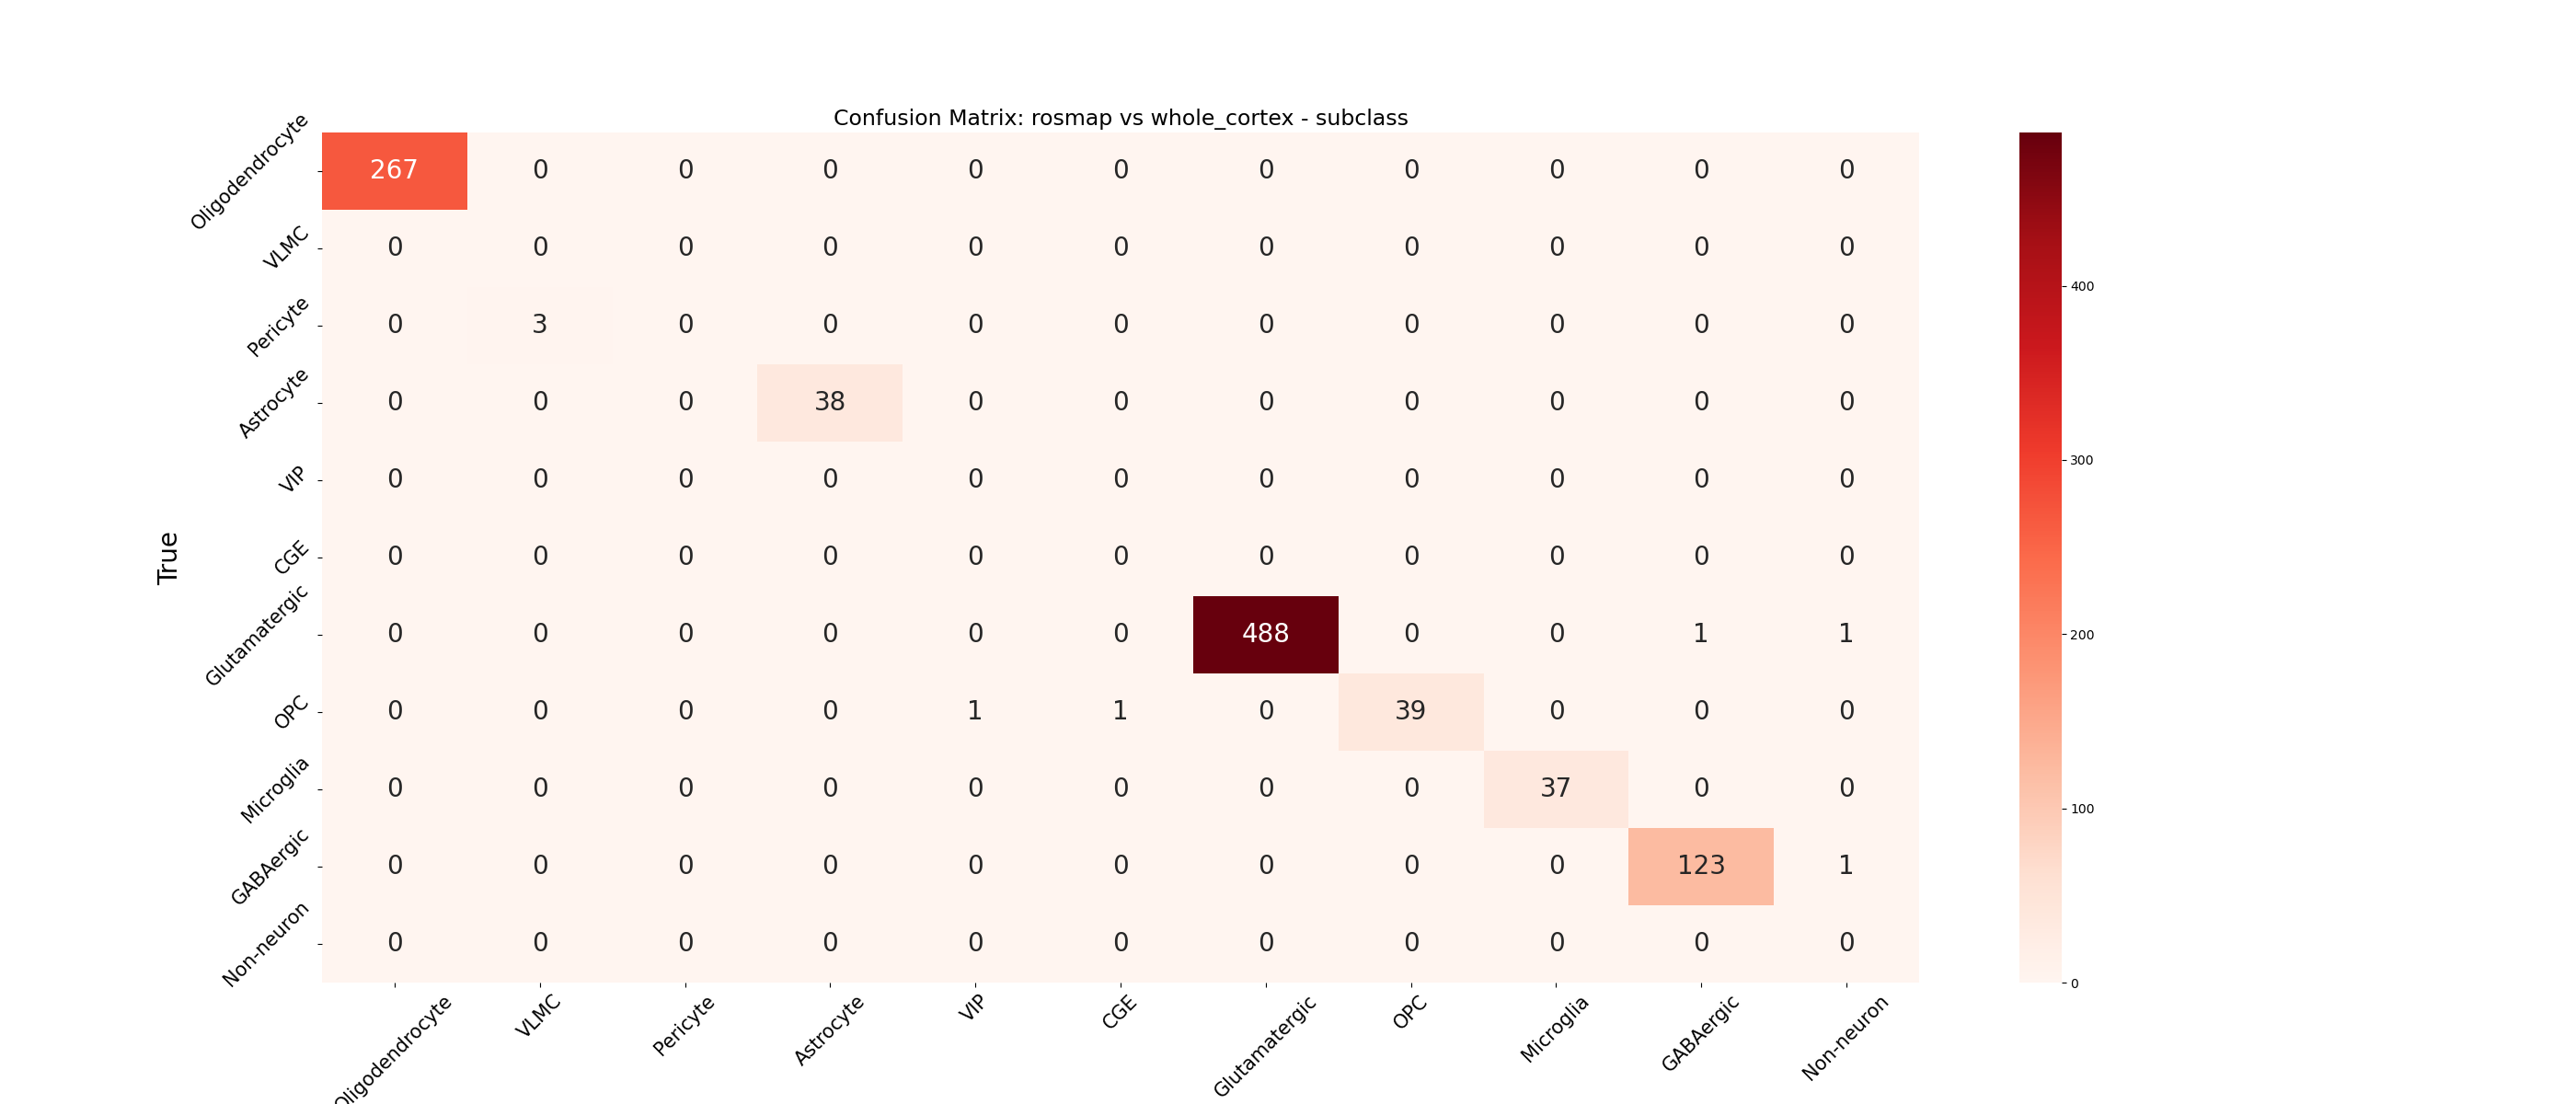 Confusion Matrix: rosmap vs whole_cortex - subclass
True
Oligodendrocyte 267 0 0 0 0 0 0 0 0 0 0
VLMC 0 0 0 0 0 0 0 0 0 0 0
Pericyte 0 3 0 0 0 0 0 0 0 0 0
Astrocyte 0 0 0 38 0 0 0 0 0 0 0
VIP 0 0 0 0 0 0 0 0 0 0 0
CGE 0 0 0 0 0 0 0 0 0 0 0
Glutamatergic 0 0 0 0 0 0 488 0 0 1 1
OPC 0 0 0 0 1 1 0 39 0 0 0
Microglia 0 0 0 0 0 0 0 0 37 0 0
GABAergic 0 0 0 0 0 0 0 0 0 123 1
Non-neuron 0 0 0 0 0 0 0 0 0 0 0
Oligodendrocyte VLMC Pericyte Astrocyte VIP CGE Glutamatergic OPC Microglia GABAergic Non-neuron
400
300
200
100
0